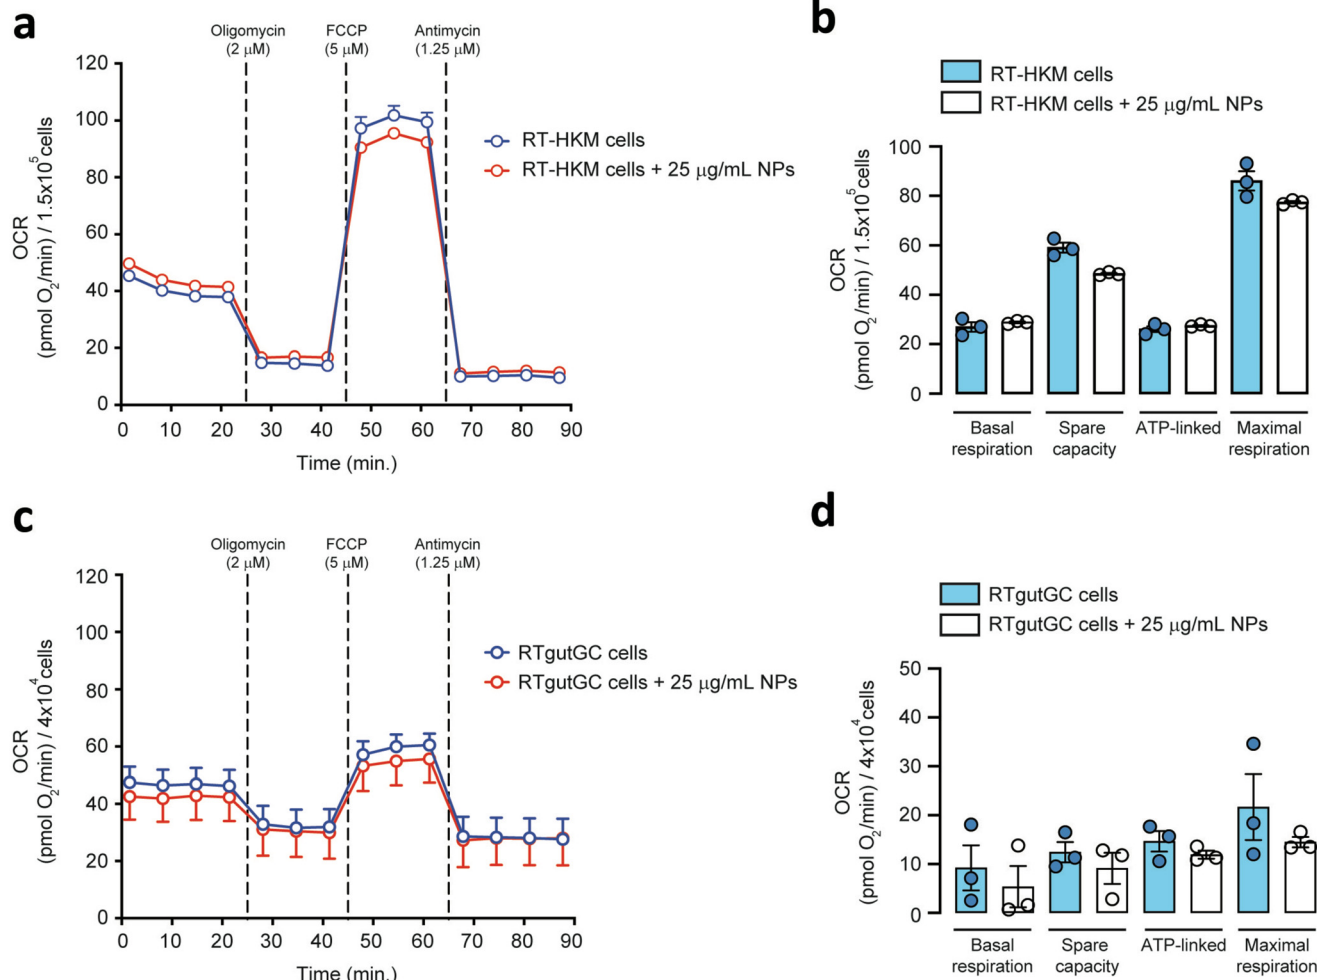 a
Oligomycin
(2 μM)
FCCP
(5 μM)
Antimycin
(1.25 μM)
120
100
80
60
40
20
0
OCR
(pmol O2/min) / 1.5x10^5 cells
0 10 20 30 40 50 60 70 80 90
Time (min.)
RT-HKM cells
RT-HKM cells + 25 μg/mL NPs
b
RT-HKM cells
RT-HKM cells + 25 μg/mL NPs
100
80
60
40
20
0
OCR
(pmol O2/min) / 1.5x10^5 cells
Basal
respiration
Spare
capacity
ATP-linked
Maximal
respiration
c
Oligomycin
(2 μM)
FCCP
(5 μM)
Antimycin
(1.25 μM)
120
100
80
60
40
20
0
OCR
(pmol O2/min) / 4x10^4 cells
0 10 20 30 40 50 60 70 80 90
Time (min.)
RTgutGC cells
RTgutGC cells + 25 μg/mL NPs
d
RTgutGC cells
RTgutGC cells + 25 μg/mL NPs
50
40
30
20
10
0
OCR
(pmol O2/min) / 4x10^4 cells
Basal
respiration
Spare
capacity
ATP-linked
Maximal
respiration